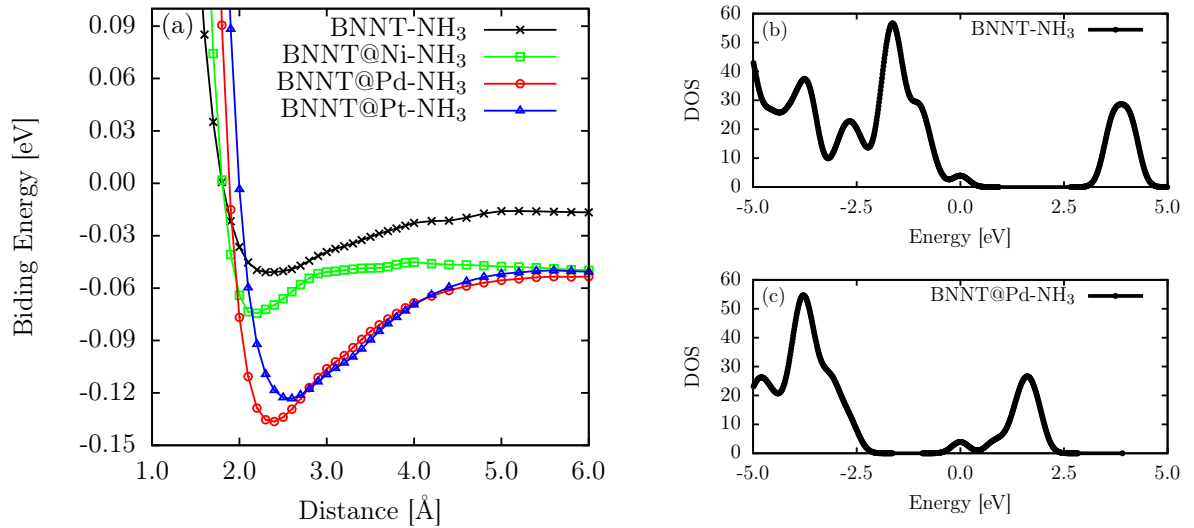 (a)
BNNT-NH3
BNNT@Ni-NH3
BNNT@Pd-NH3
BNNT@Pt-NH3
Biding Energy [eV]
0.09
0.06
0.03
0.00
-0.03
-0.06
-0.09
-0.12
-0.15
1.0 2.0 3.0 4.0 5.0 6.0
Distance [Å]
(b)
BNNT-NH3
DOS
60
50
40
30
20
10
0
-5.0 -2.5 0.0 2.5 5.0
Energy [eV]
(c)
BNNT@Pd-NH3
DOS
60
50
40
30
20
10
0
-5.0 -2.5 0.0 2.5 5.0
Energy [eV]